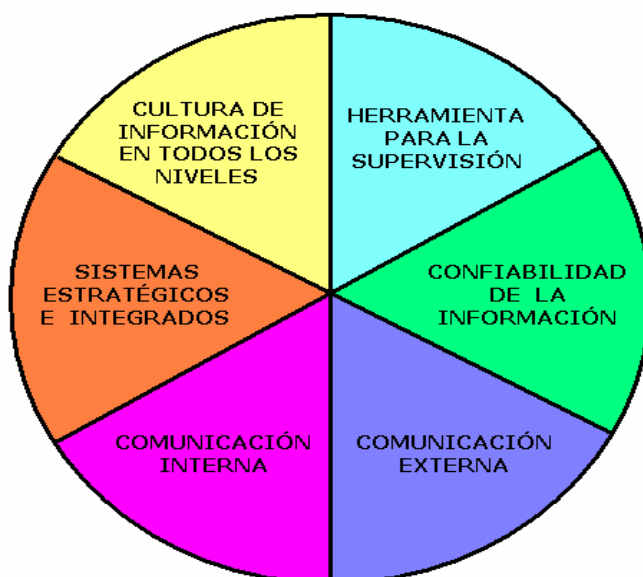 CULTURA DE
INFORMACIÓN
EN TODOS LOS
NIVELES
HERRAMIENTA
PARA LA
SUPERVISIÓN
SISTEMAS
ESTRATÉGICOS
E INTEGRADOS
CONFIABILIDAD
DE LA
INFORMACIÓN
COMUNICACIÓN
INTERNA
COMUNICACIÓN
EXTERNA